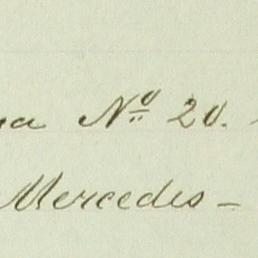 Nº 20.
Mercedes -